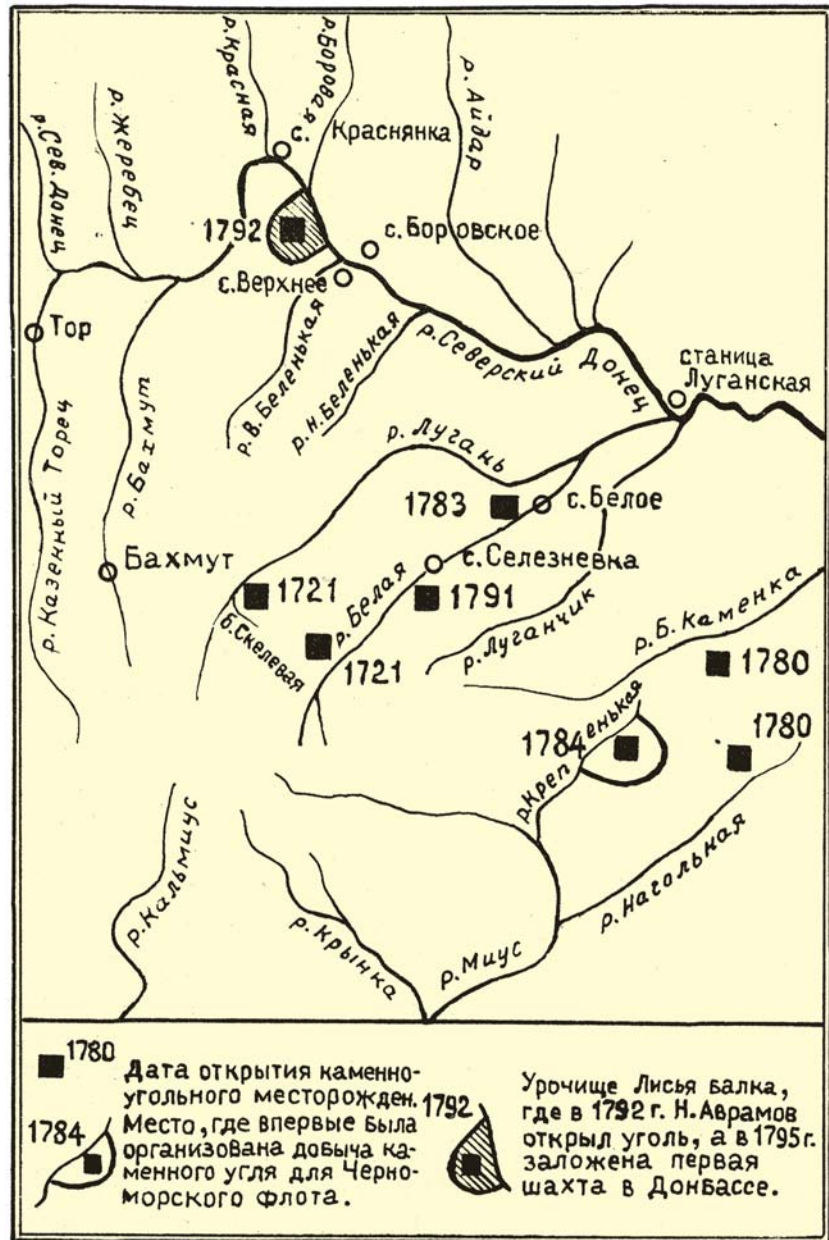 р. Красная
р. Боровая
р. Айдар
р. Жеребец
р. Сев. Донец
с. Краснянка
1792
с. Боровское
с. Верхнее
Тор
р. В. Беленькая
р. Н. Беленькая
р. Северский Донец
станица
Луганская
р. Бахмут
р. Лугань
р. Казенный Торец
1783
с. Белое
Бахмут
с. Селезневка
1721
р. Белая
1791
б. Скелевая
1721
р. Луганчик
р. Б. Каменка
1780
1784
р. Крепенькая
1780
р. Кальмиус
р. Крынка
р. Миус
р. Нагольная
1780
Дата открытия каменно-
угольного месторожден.
1784
Место, где впервые была
организована добыча ка-
менного угля для Черно-
морского флота.
1792
Урочище Лисья балка,
где в 1792 г. Н. Аврамов
открыл уголь, а в 1795 г.
заложена первая
шахта в Донбассе.